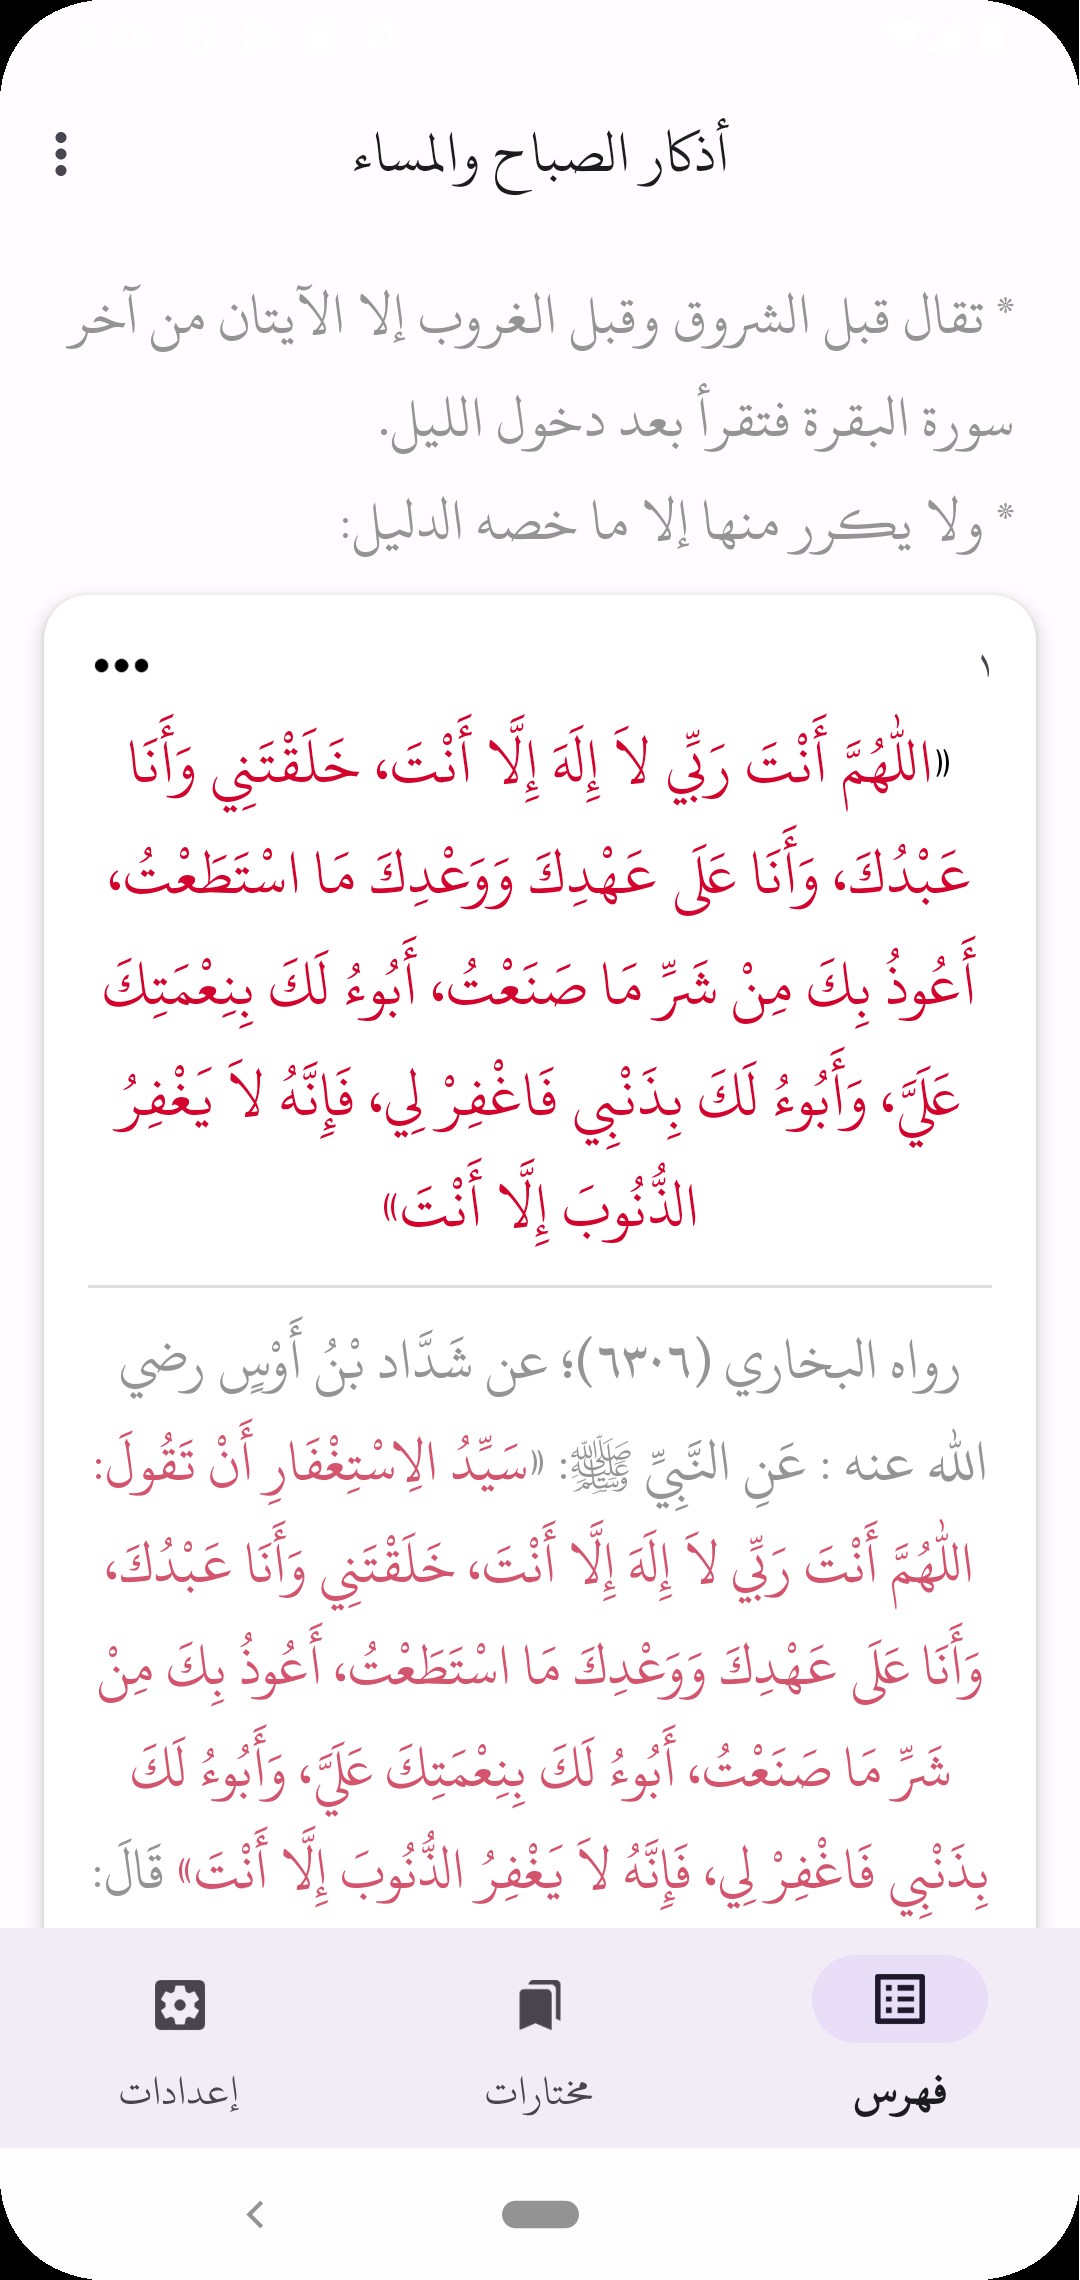 أذكار الصباح والمساء
* تقال قبل الشروق وقبل الغروب إلا الآيتان من آخر
سورة البقرة فتقرأ بعد دخول الليل.
* ولا يكرر منها إلا ما خصه الدليل:
١
«اللَّهُمَّ أَنْتَ رَبِّي لاَ إِلَهَ إِلَّا أَنْتَ، خَلَقْتَنِي وَأَنَا
عَبْدُكَ، وَأَنَا عَلَى عَهْدِكَ وَوَعْدِكَ مَا اسْتَطَعْتُ،
أَعُوذُ بِكَ مِنْ شَرِّ مَا صَنَعْتُ، أَبُوءُ لَكَ بِنِعْمَتِكَ
عَلَيَّ، وَأَبُوءُ لَكَ بِذَنْبِي فَاغْفِرْ لِي، فَإِنَّهُ لاَ يَغْفِرُ
الذُّنُوبَ إِلَّا أَنْتَ»
رواه البخاري (٦٣٠٦)؛ عن شَدَّاد بْنُ أَوْسٍ رضي
الله عنه : عَنِ النَّبِيِّ ﷺ: «سَيِّدُ الِاسْتِغْفَارِ أَنْ تَقُولَ:
اللَّهُمَّ أَنْتَ رَبِّي لاَ إِلَهَ إِلَّا أَنْتَ، خَلَقْتَنِي وَأَنَا عَبْدُكَ،
وَأَنَا عَلَى عَهْدِكَ وَوَعْدِكَ مَا اسْتَطَعْتُ، أَعُوذُ بِكَ مِنْ
شَرِّ مَا صَنَعْتُ، أَبُوءُ لَكَ بِنِعْمَتِكَ عَلَيَّ، وَأَبُوءُ لَكَ
بِذَنْبِي فَاغْفِرْ لِي، فَإِنَّهُ لاَ يَغْفِرُ الذُّنُوبَ إِلَّا أَنْتَ» قَالَ:
فهرس
مختارات
إعدادات